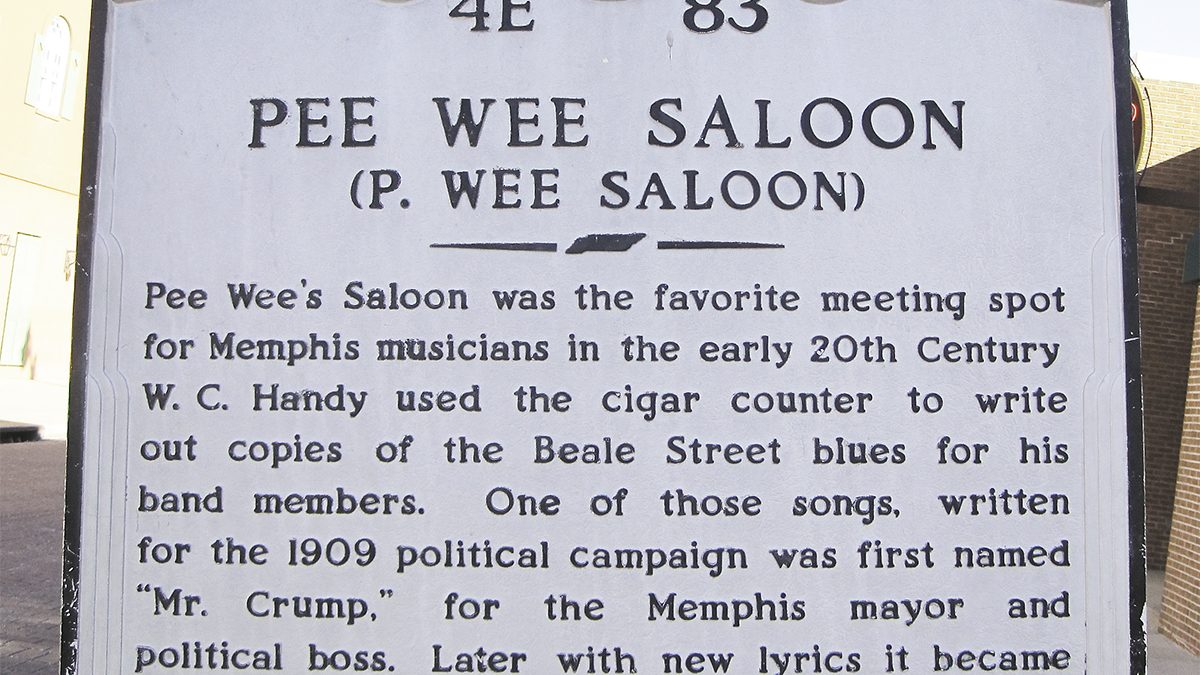 4E 83
PEE WEE SALOON
(P. WEE SALOON)
Pee Wee's Saloon was the favorite meeting spot
for Memphis musicians in the early 20th Century
W. C. Handy used the cigar counter to write
out copies of the Beale Street blues for his
band members. One of those songs, written
for the 1909 political campaign was first named
"Mr. Crump," for the Memphis mayor and
political boss. Later with new lyrics it became